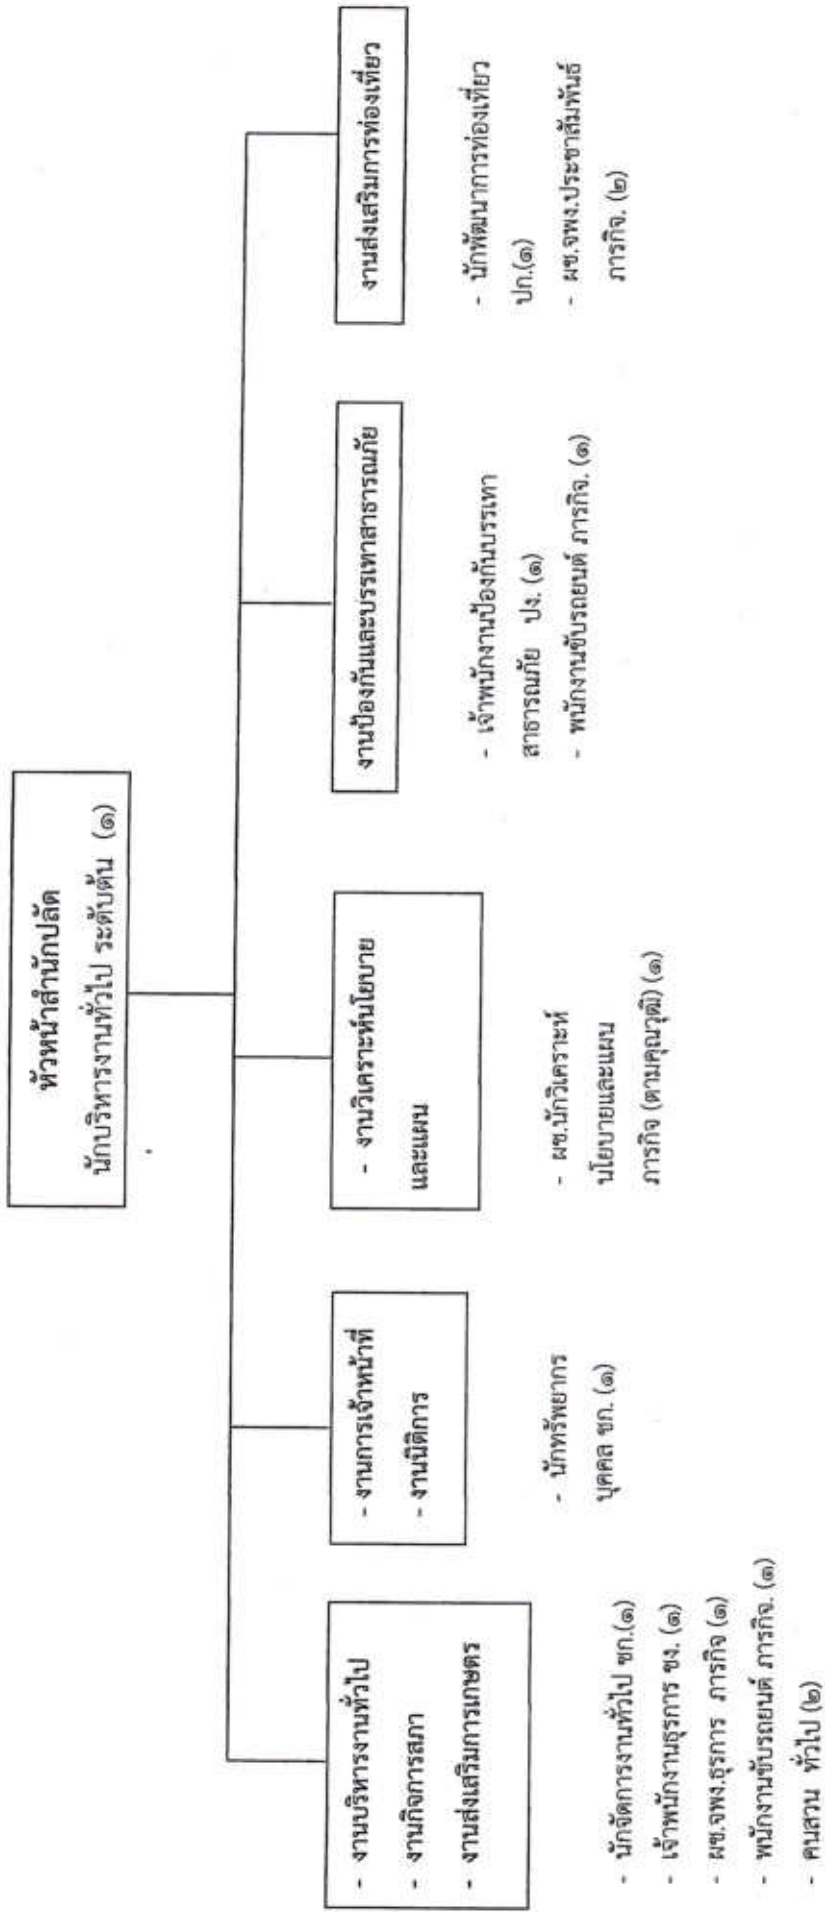 หัวหน้าสำนักปลัด
นักบริหารงานทั่วไป ระดับต้น (๑)
- งานบริหารงานทั่วไป
- งานกิจการสภา
- งานส่งเสริมการเกษตร
- นักจัดการงานทั่วไป ชก.(๑)
- เจ้าพนักงานธุรการ ชง. (๑)
- ผช.จพง.ธุรการ ภารกิจ (๑)
- พนักงานขับรถยนต์ ภารกิจ. (๑)
- คนสวน ทั่วไป (๒)
- งานการเจ้าหน้าที่
- งานนิติการ
- นักทรัพยากร
บุคคล ชก. (๑)
- งานวิเคราะห์นโยบาย
และแผน
- ผช.นักวิเคราะห์
นโยบายและแผน
ภารกิจ (ตามคุณวุฒิ) (๑)
งานป้องกันและบรรเทาสาธารณภัย
- เจ้าพนักงานป้องกันบรรเทา
สาธารณภัย ปง. (๑)
- พนักงานขับรถยนต์ ภารกิจ. (๑)
งานส่งเสริมการท่องเที่ยว
- นักพัฒนาการท่องเที่ยว
ปก.(๑)
- ผช.จพง.ประชาสัมพันธ์
ภารกิจ. (๒)